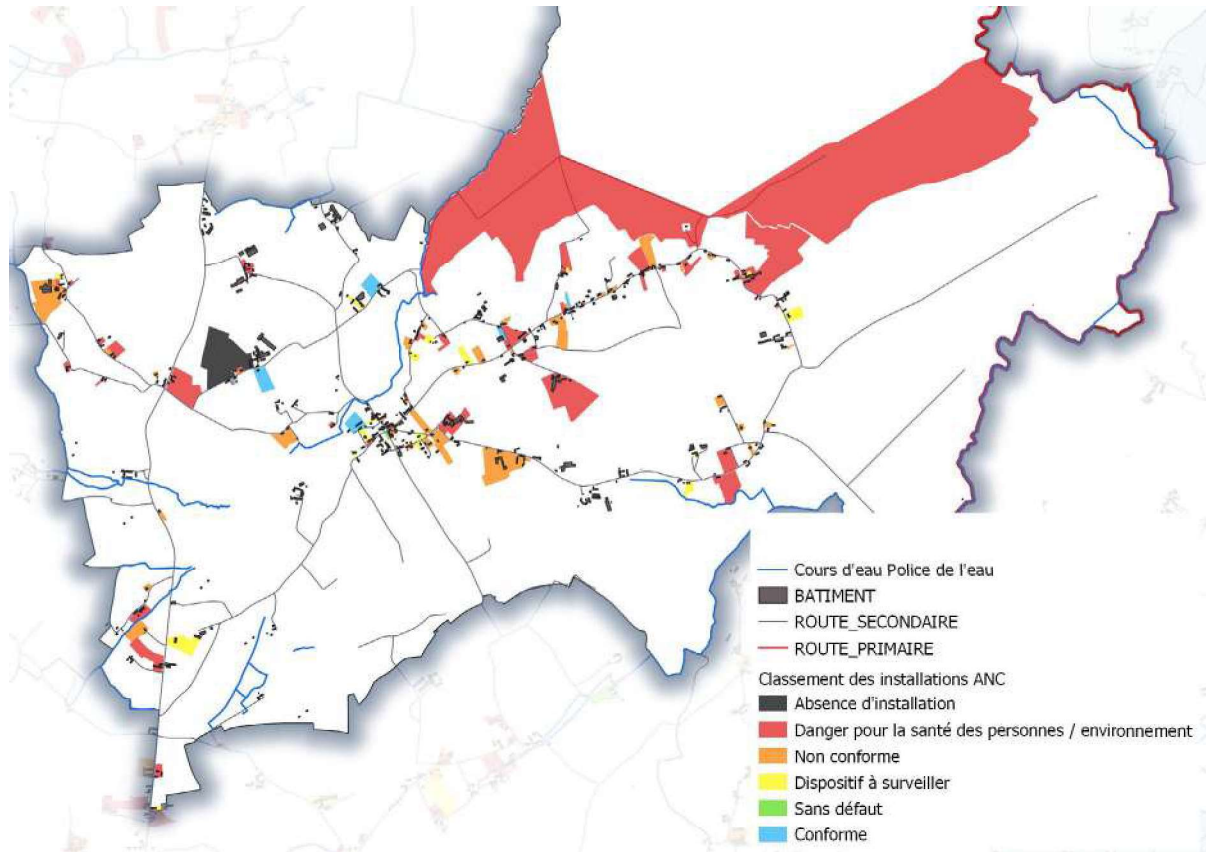 Cours d'eau Police de l'eau
BATIMENT
ROUTE_SECONDAIRE
ROUTE_PRIMAIRE
Classement des installations ANC
Absence d'installation
Danger pour la santé des personnes / environnement
Non conforme
Dispositif à surveiller
Sans défaut
Conforme